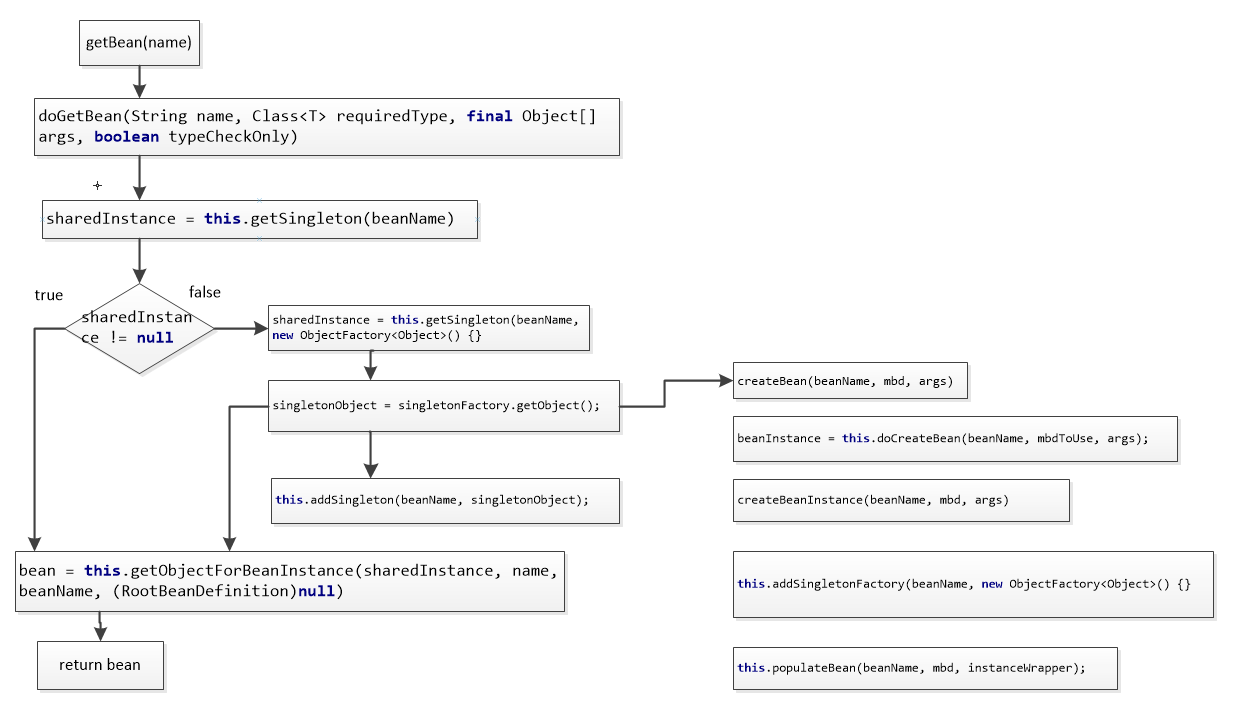 getBean(name)
doGetBean(String name, Class<T> requiredType, final Object[]
args, boolean typeCheckOnly)
sharedInstance = this.getSingleton(beanName)
true
false
sharedInstan
ce != null
sharedInstance = this.getSingleton(beanName,
new ObjectFactory<Object>() {}
createBean(beanName, mbd, args)
singletonObject = singletonFactory.getObject();
beanInstance = this.doCreateBean(beanName, mbdToUse, args);
this.addSingleton(beanName, singletonObject);
createBeanInstance(beanName, mbd, args)
bean = this.getObjectForBeanInstance(sharedInstance, name,
beanName, (RootBeanDefinition)null)
this.addSingletonFactory(beanName, new ObjectFactory<Object>() {}
return bean
this.populateBean(beanName, mbd, instanceWrapper);